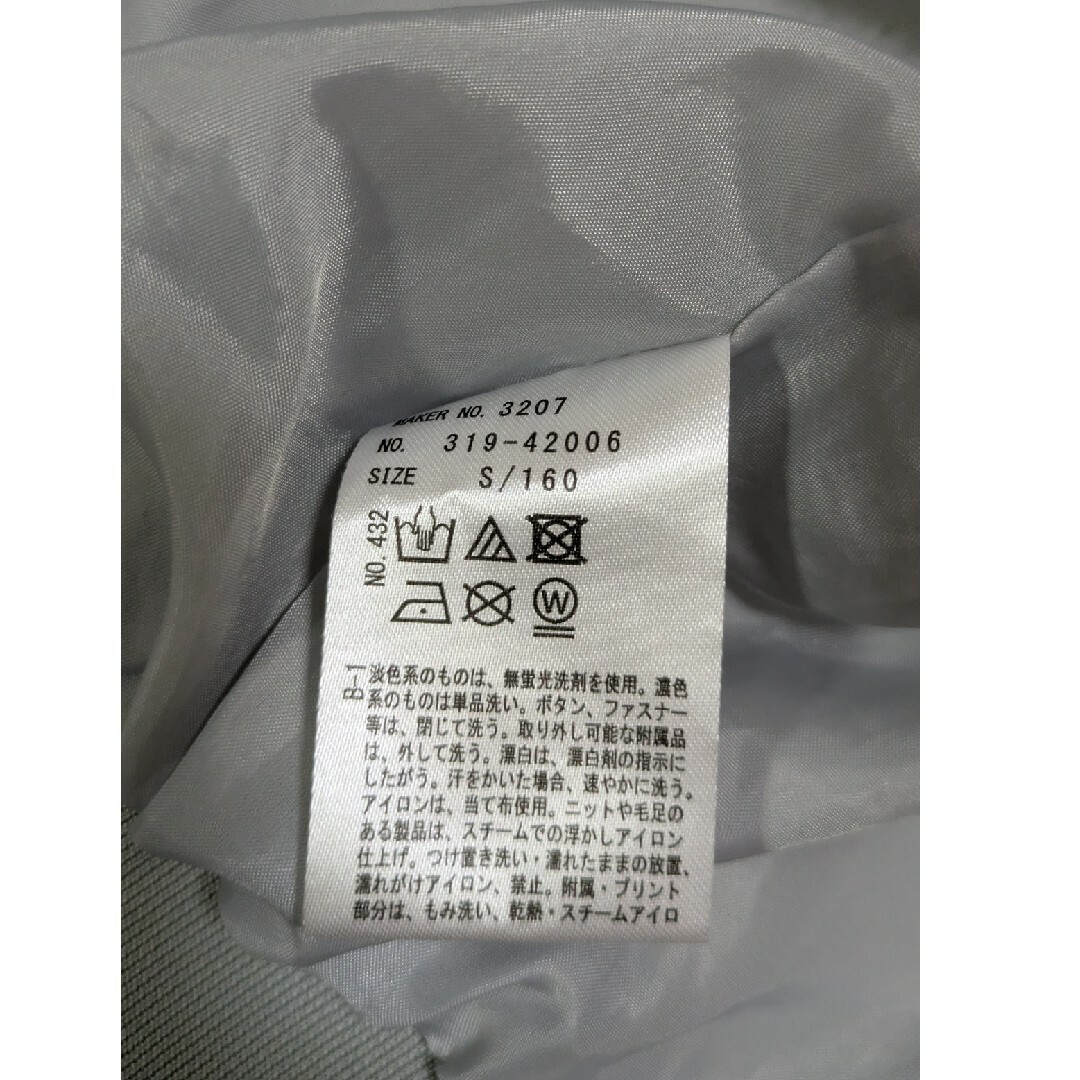 MAKER NO. 3207
NO. 319-42006
SIZE S/160
NO.432
W
B-1
淡色系のものは、無蛍光洗剤を使用。濃色
系のものは単品洗い。ボタン、ファスナー
等は、閉じて洗う。取り外し可能な附属品
は、外して洗う。漂白は、漂白剤の指示に
したがう。汗をかいた場合、速やかに洗う。
アイロンは、当て布使用。ニットや毛足の
ある製品は、スチームでの浮かしアイロン
仕上げ。つけ置き洗い・濡れたままの放置、
濡れがけアイロン、禁止。附属・プリント
部分は、もみ洗い、乾熱・スチームアイロ